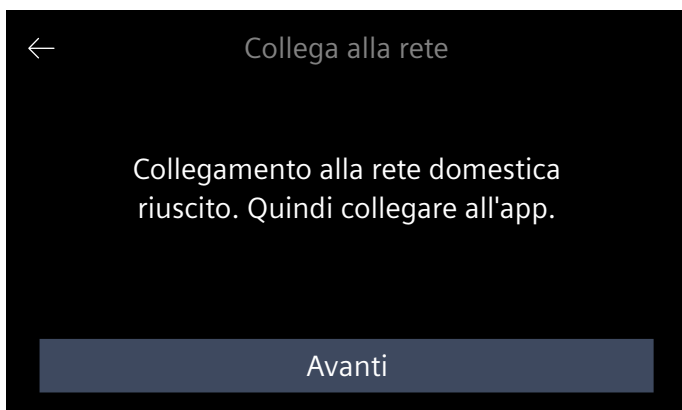 Collega alla rete
Collegamento alla rete domestica
riuscito. Quindi collegare all'app.
Avanti